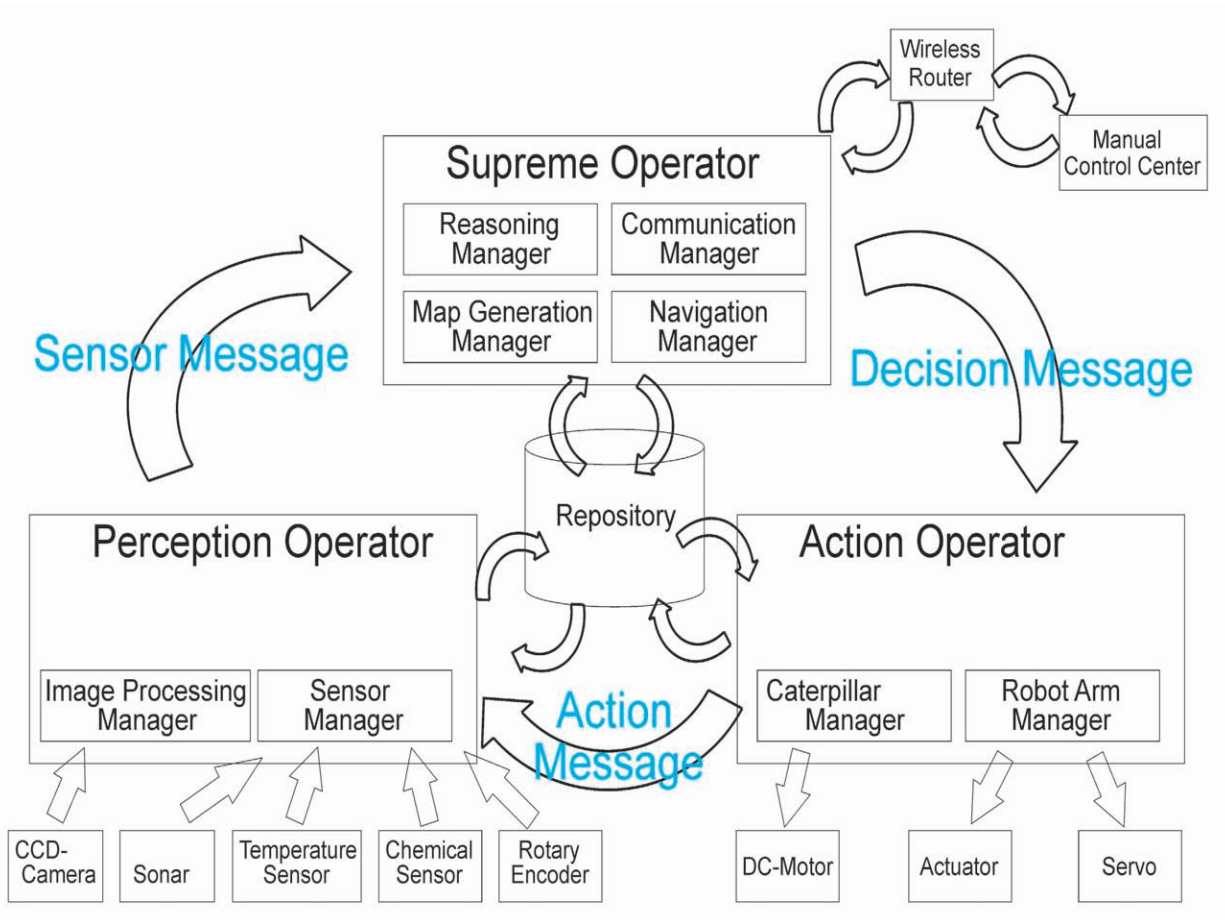 Wireless
Router
Manual
Control Center
Supreme Operator
Reasoning
Manager
Communication
Manager
Map Generation
Manager
Navigation
Manager
Sensor Message
Decision Message
Repository
Perception Operator
Image Processing
Manager
Sensor
Manager
Action Operator
Caterpillar
Manager
Robot Arm
Manager
Action
Message
CCD-
Camera
Sonar
Temperature
Sensor
Chemical
Sensor
Rotary
Encoder
DC-Motor
Actuator
Servo